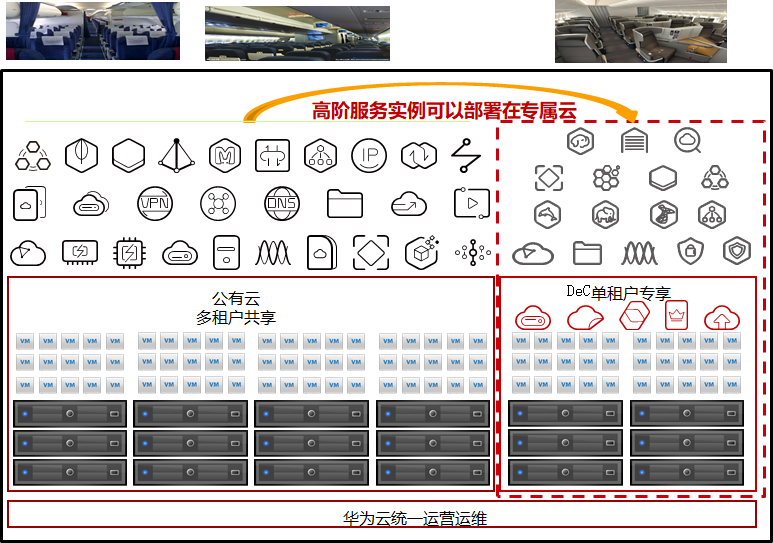 高阶服务实例可以部署在专属云
IP
VPN
DNS
公有云
多租户共享
DeC单租户专享
VM VM VM VM VM VM VM VM VM VM VM VM VM VM VM VM VM VM VM VM VM VM VM VM VM VM VM VM VM VM
VM VM VM VM VM VM VM VM VM VM VM VM VM VM VM VM VM VM VM VM VM VM VM VM VM VM VM VM VM VM
VM VM VM VM VM VM VM VM VM VM VM VM VM VM VM VM VM VM VM VM VM VM VM VM VM VM VM VM VM VM
华为云统一运营运维